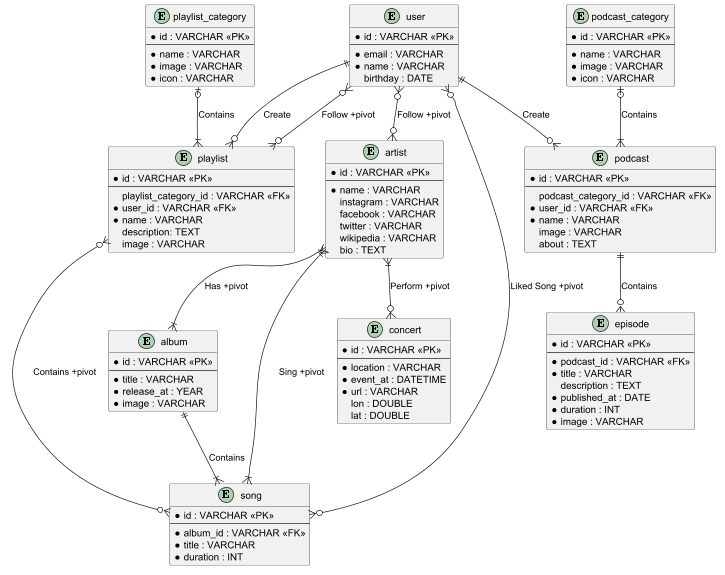 E playlist_category
● id : VARCHAR «PK»
● name : VARCHAR
● image : VARCHAR
● icon : VARCHAR
E user
● id : VARCHAR «PK»
● email : VARCHAR
● name : VARCHAR
birthday : DATE
E podcast_category
● id : VARCHAR «PK»
● name : VARCHAR
● image : VARCHAR
● icon : VARCHAR
Contains
Create
Follow +pivot
Follow +pivot
Create
Contains
E playlist
● id : VARCHAR «PK»
playlist_category_id : VARCHAR «FK»
● user_id : VARCHAR «FK»
● name : VARCHAR
description: TEXT
image : VARCHAR
E artist
● id : VARCHAR «PK»
● name : VARCHAR
instagram : VARCHAR
facebook : VARCHAR
twitter : VARCHAR
wikipedia : VARCHAR
bio : TEXT
E podcast
● id : VARCHAR «PK»
podcast_category_id : VARCHAR «FK»
● user_id : VARCHAR «FK»
● name : VARCHAR
image : VARCHAR
about : TEXT
Has +pivot
Perform +pivot
Liked Song +pivot
Contains
E album
● id : VARCHAR «PK»
● title : VARCHAR
● release_at : YEAR
● image : VARCHAR
E concert
● id : VARCHAR «PK»
● location : VARCHAR
● event_at : DATETIME
● url : VARCHAR
lon : DOUBLE
lat : DOUBLE
E episode
● id : VARCHAR «PK»
● podcast_id : VARCHAR «FK»
● title : VARCHAR
description : TEXT
● published_at : DATE
● duration : INT
● image : VARCHAR
Contains +pivot
Sing +pivot
Contains
E song
● id : VARCHAR «PK»
● album_id : VARCHAR «FK»
● title : VARCHAR
● duration : INT